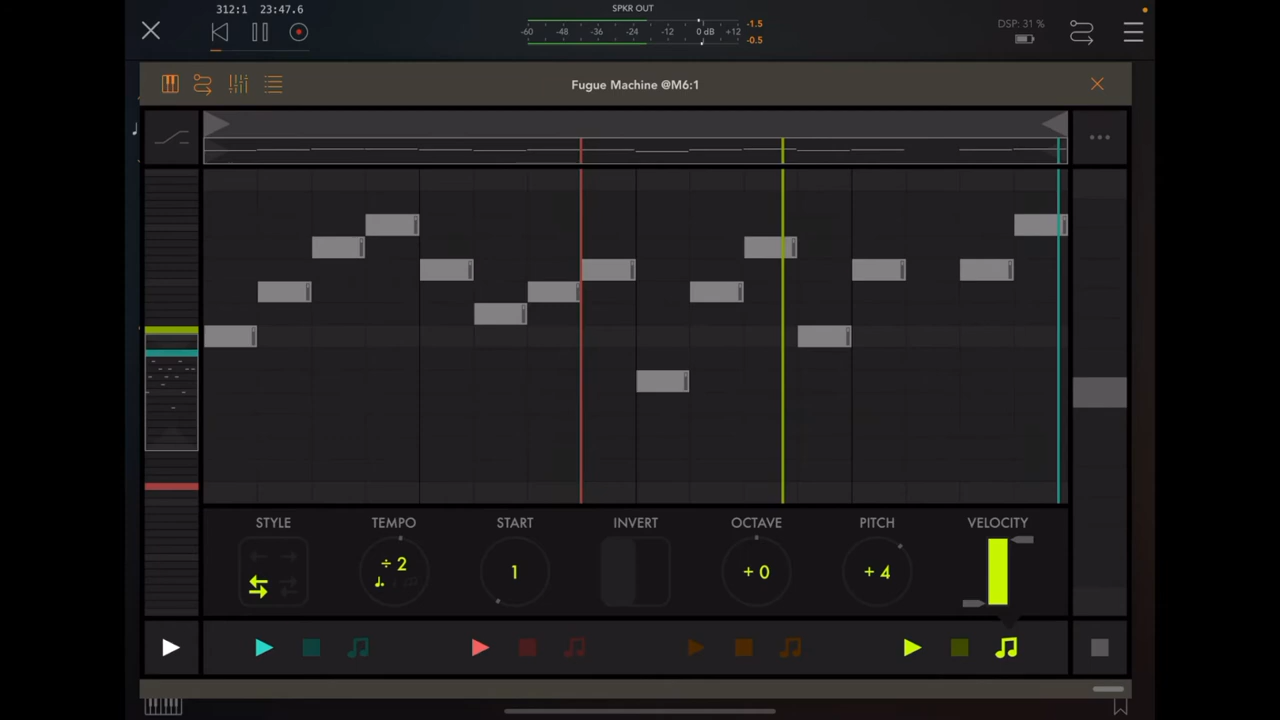 312:1 23:47.6
SPKR OUT
-60 -48 -36 -24 -12 0 dB +12
-1.5
-0.5
DSP: 31 %
Fugue Machine @M6:1
STYLE TEMPO START INVERT OCTAVE PITCH VELOCITY
÷ 2
1
+ 0
+ 4